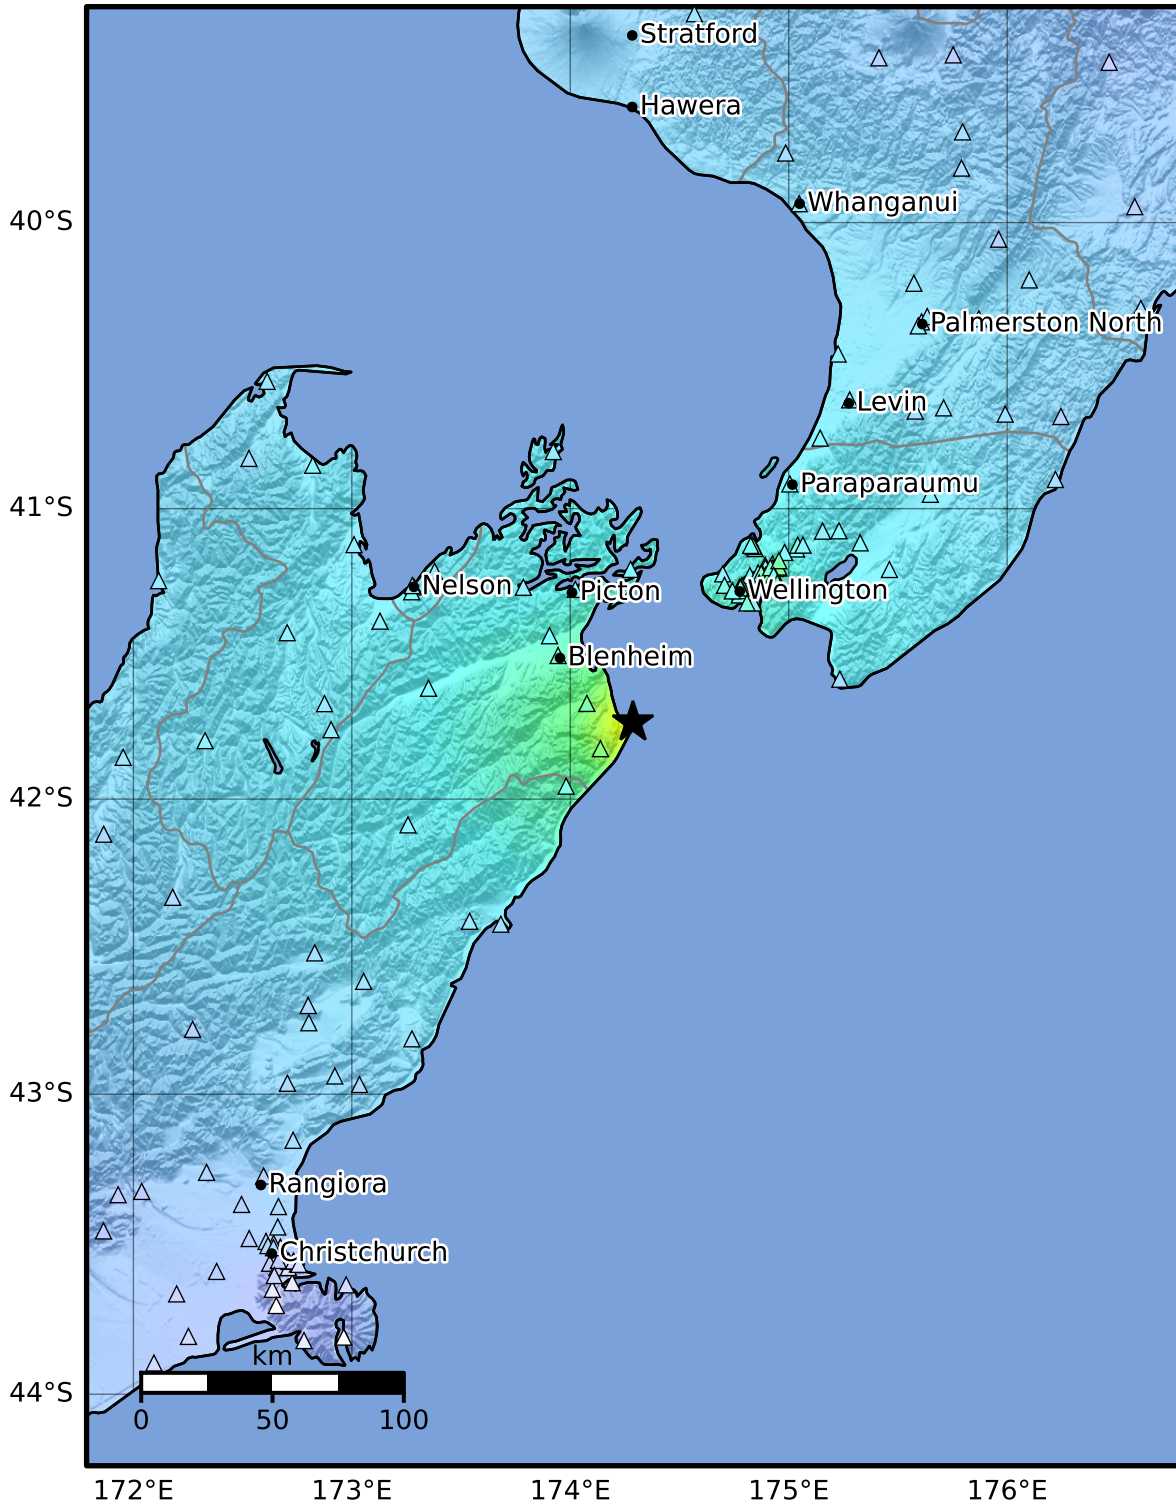 Stratford
Hawera
Whanganui
40°S
Palmerston North
Levin
Paraparaumu
41°S
Nelson
Picton
Wellington
Blenheim
42°S
43°S
Rangiora
Christchurch
km
44°S
0 50 100
172°E 173°E 174°E 175°E 176°E